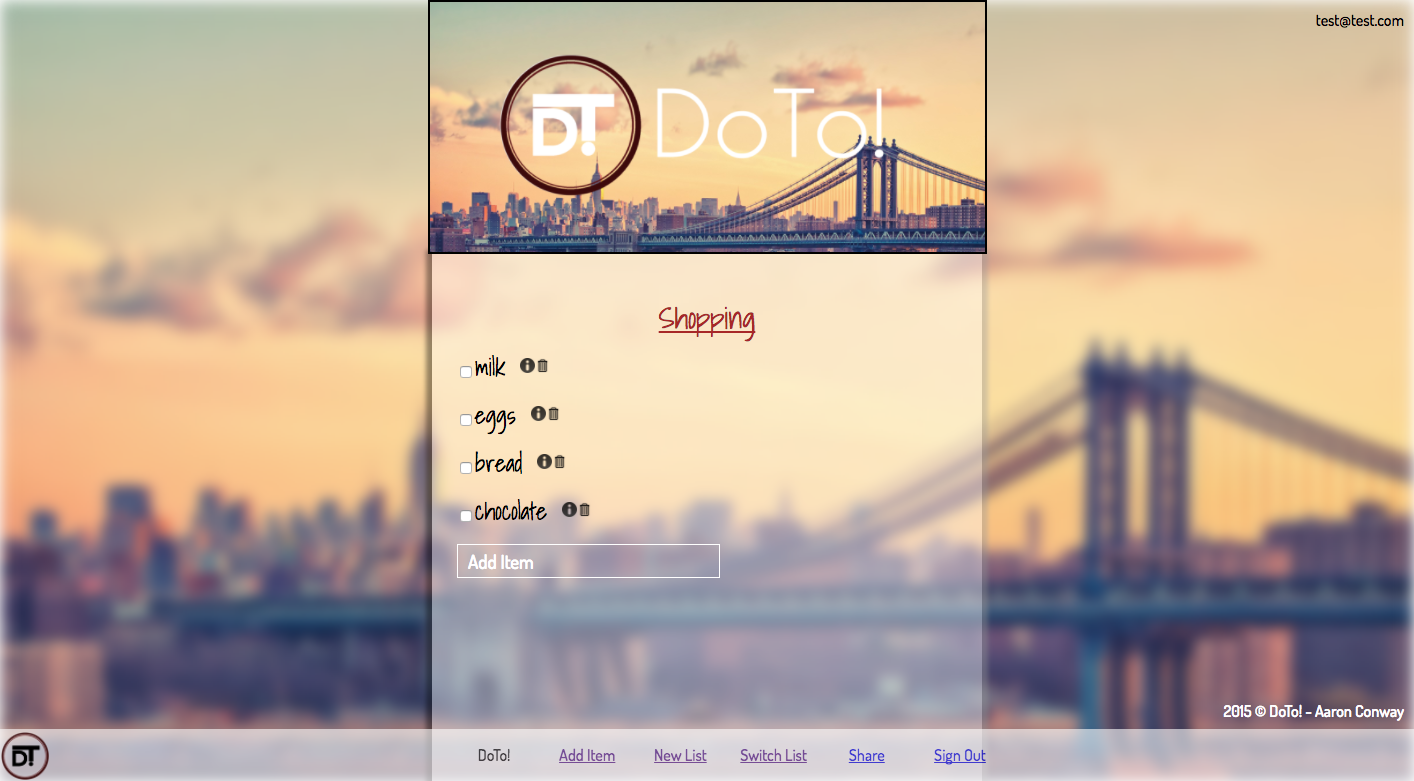 test@test.com
DT! DoTo!
Shopping
milk
eggs
bread
chocolate
Add Item
2015 © DoTo! - Aaron Conway
DT! DoTo! Add Item New List Switch List Share Sign Out